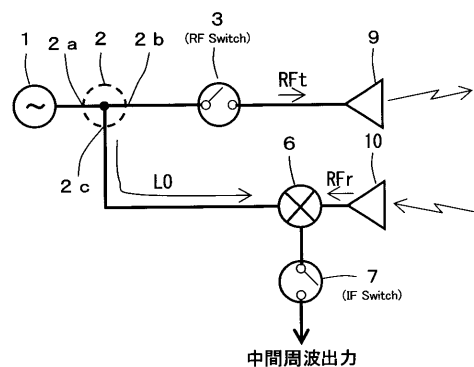 3
(RF Switch)
1
2a
2
2b
RFt
9
2c
LO
6
RFr
10
7
(IF Switch)
中間周波出力